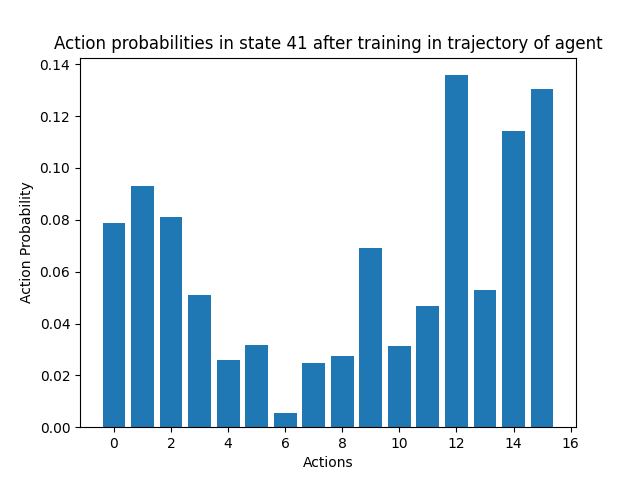 Action probabilities in state 41 after training in trajectory of agent
0.14
0.12
0.10
0.08
0.06
0.04
0.02
0.00
Action Probability
0 2 4 6 8 10 12 14 16
Actions